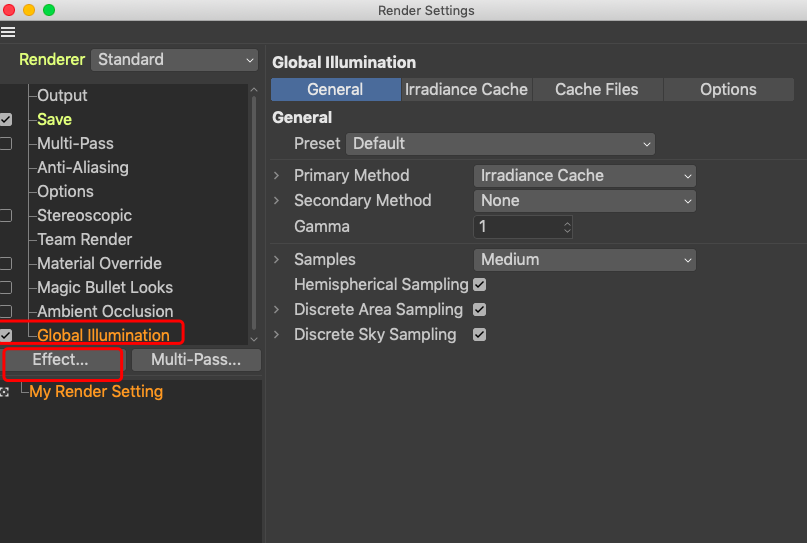 Render Settings
Renderer Standard
Output
Save
Multi-Pass
Anti-Aliasing
Options
Stereoscopic
Team Render
Material Override
Magic Bullet Looks
Ambient Occlusion
Global Illumination
Effect... Multi-Pass...
My Render Setting
Global Illumination
General Irradiance Cache Cache Files Options
General
Preset Default
Primary Method Irradiance Cache
Secondary Method None
Gamma 1
Samples Medium
Hemispherical Sampling
Discrete Area Sampling
Discrete Sky Sampling